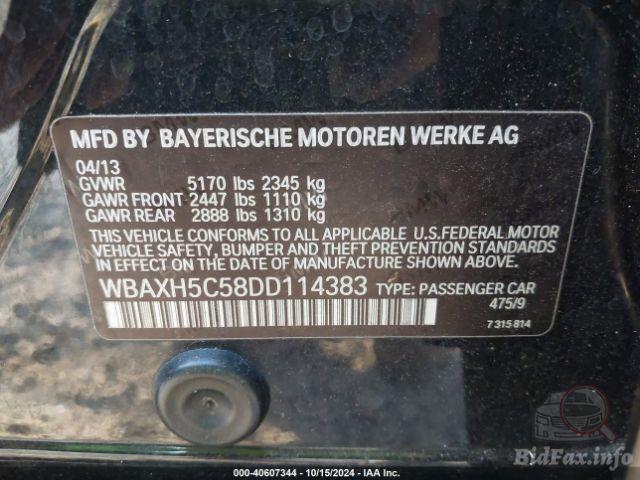 MFD BY BAYERISCHE MOTOREN WERKE AG
04/13
GVWR 5170 lbs 2345 kg
GAWR FRONT 2447 lbs 1110 kg
GAWR REAR 2888 lbs 1310 kg
THIS VEHICLE CONFORMS TO ALL APPLICABLE U.S.FEDERAL MOTOR
VEHICLE SAFETY, BUMPER AND THEFT PREVENTION STANDARDS
IN EFFECT ON THE DATE OF MANUFACTURE SHOWN ABOVE.
WBAXH5C58DD114383 TYPE: PASSENGER CAR
475/9
7315814
000-40607344 - 10/15/2024 - IAA Inc.
BidFax.info